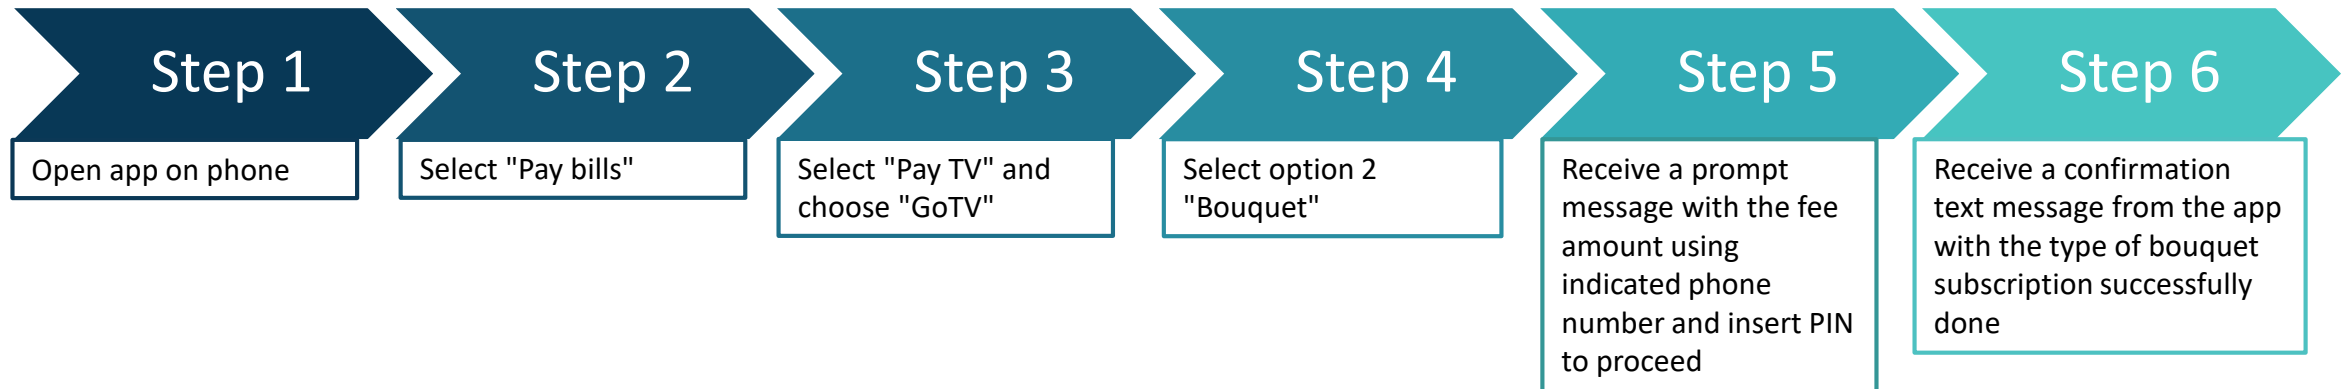 Step 1
Open app on phone
Step 2
Select "Pay bills"
Step 3
Select "Pay TV" and
choose "GoTV"
Step 4
Select option 2
"Bouquet"
Step 5
Receive a prompt
message with the fee
amount using
indicated phone
number and insert PIN
to proceed
Step 6
Receive a confirmation
text message from the app
with the type of bouquet
subscription successfully
done